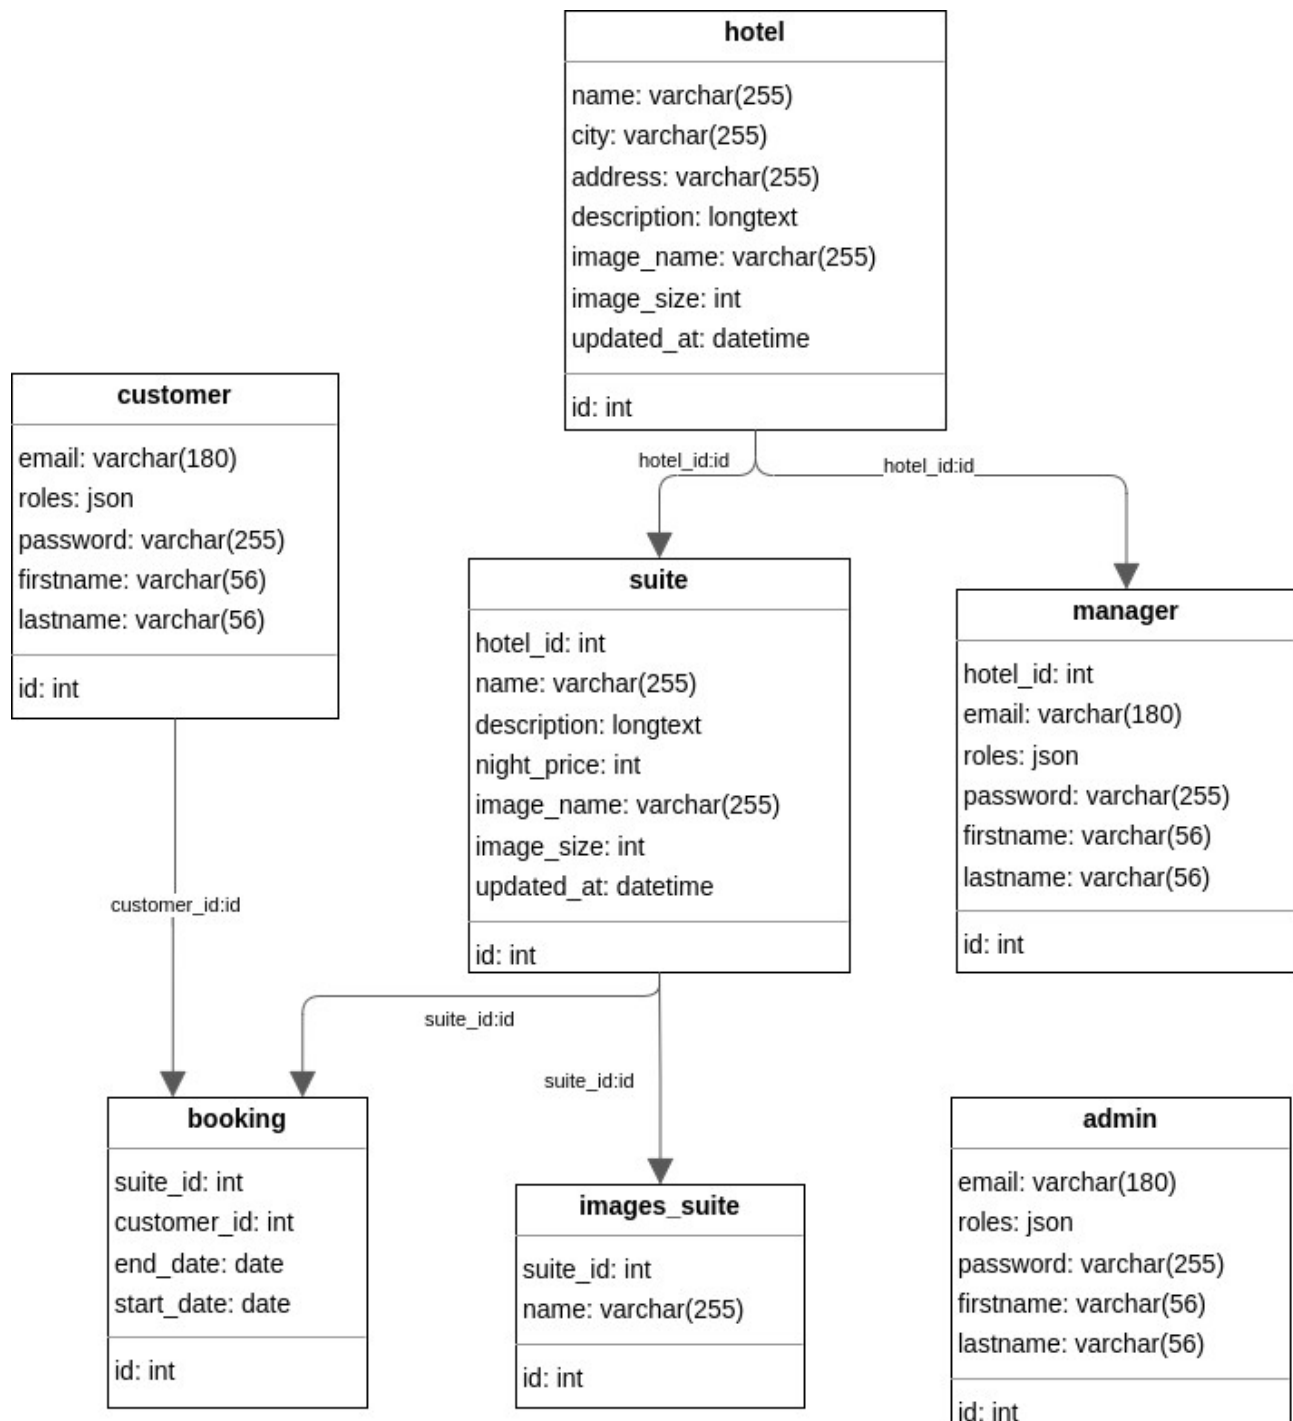 hotel
name: varchar(255)
city: varchar(255)
address: varchar(255)
description: longtext
image_name: varchar(255)
image_size: int
updated_at: datetime
id: int
customer
email: varchar(180)
roles: json
password: varchar(255)
firstname: varchar(56)
lastname: varchar(56)
id: int
hotel_id:id
hotel_id:id
suite
hotel_id: int
name: varchar(255)
description: longtext
night_price: int
image_name: varchar(255)
image_size: int
updated_at: datetime
id: int
manager
hotel_id: int
email: varchar(180)
roles: json
password: varchar(255)
firstname: varchar(56)
lastname: varchar(56)
id: int
customer_id:id
suite_id:id
suite_id:id
booking
suite_id: int
customer_id: int
end_date: date
start_date: date
id: int
images_suite
suite_id: int
name: varchar(255)
id: int
admin
email: varchar(180)
roles: json
password: varchar(255)
firstname: varchar(56)
lastname: varchar(56)
id: int